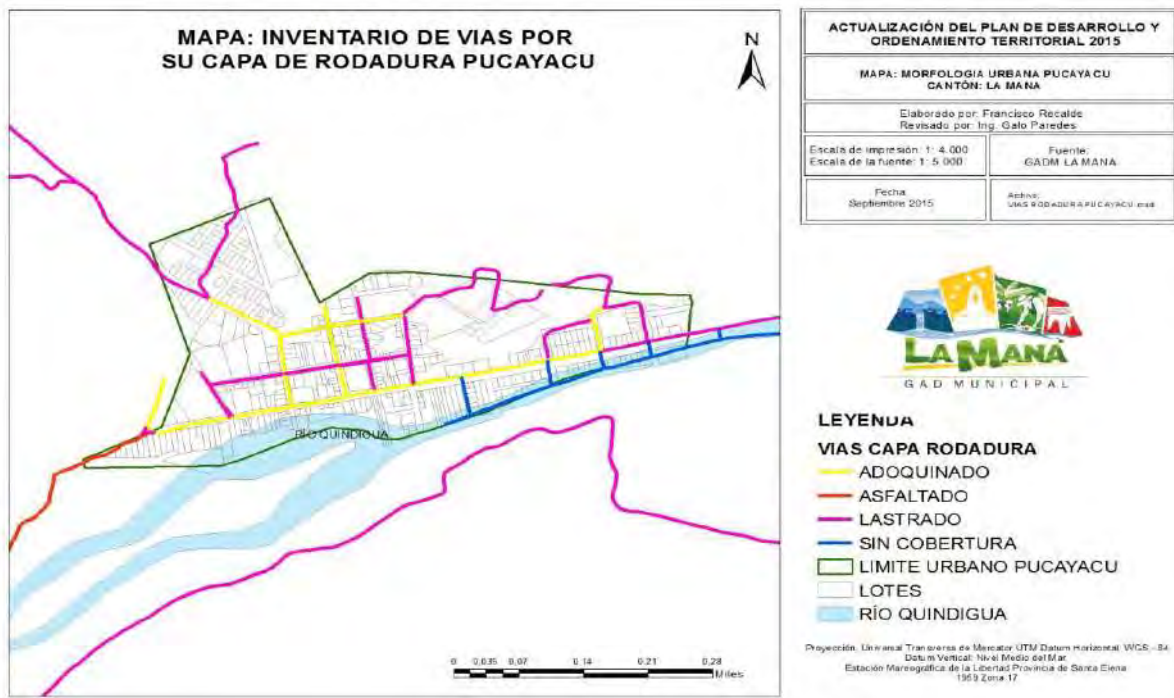 MAPA: INVENTARIO DE VIAS POR
SU CAPA DE RODADURA PUCAYACU
N
RÍO QUINDIGUA
0 0,035 0,07 0,14 0,21 0,28
Miles
ACTUALIZACIÓN DEL PLAN DE DESARROLLO Y
ORDENAMIENTO TERRITORIAL 2015
MAPA: MORFOLOGIA URBANA PUCAYACU
CANTÓN: LA MANA
Elaborado por: Francisco Recalde
Revisado por: Ing. Galo Paredes
Escala de impresión: 1: 4.000
Escala de la fuente: 1: 5.000
Fuente:
GADM LA MANA
Fecha
Septiembre 2015
Archivo:
VIAS RODADURA PUCAYACU.mxd
LA MANÁ
GAD MUNICIPAL
LEYENDA
VIAS CAPA RODADURA
ADOQUINADO
ASFALTADO
LASTRADO
SIN COBERTURA
LIMITE URBANO PUCAYACU
LOTES
RÍO QUINDIGUA
Proyección, Universal Transversa de Mercator UTM Datum Horizontal: WGS - 84
Datum Vertical: Nivel Medio del Mar
Estación Mareográfica de la Libertad Provincia de Santa Elena
1959 Zona 17